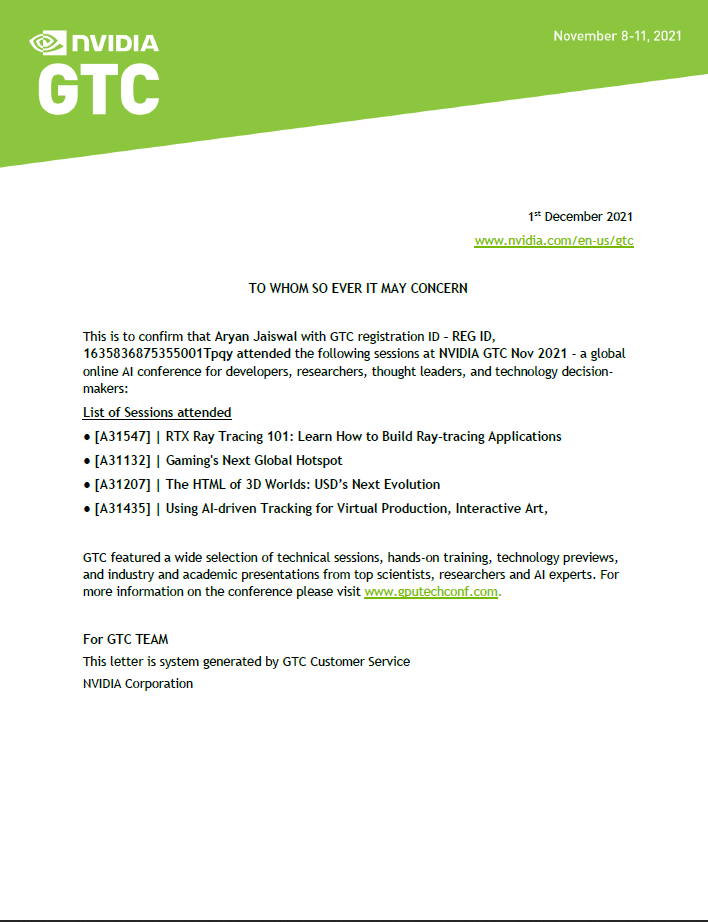 NVIDIA
GTC
November 8-11, 2021
1st December 2021
www.nvidia.com/en-us/gtc
TO WHOM SO EVER IT MAY CONCERN
This is to confirm that Aryan Jaiswal with GTC registration ID – REG ID,
1635836875355001Tpqy attended the following sessions at NVIDIA GTC Nov 2021 - a global
online AI conference for developers, researchers, thought leaders, and technology decision-
makers:
List of Sessions attended
● [A31547] | RTX Ray Tracing 101: Learn How to Build Ray-tracing Applications
● [A31132] | Gaming's Next Global Hotspot
● [A31207] | The HTML of 3D Worlds: USD’s Next Evolution
● [A31435] | Using AI-driven Tracking for Virtual Production, Interactive Art,
GTC featured a wide selection of technical sessions, hands-on training, technology previews,
and industry and academic presentations from top scientists, researchers and AI experts. For
more information on the conference please visit www.gputechconf.com.
For GTC TEAM
This letter is system generated by GTC Customer Service
NVIDIA Corporation